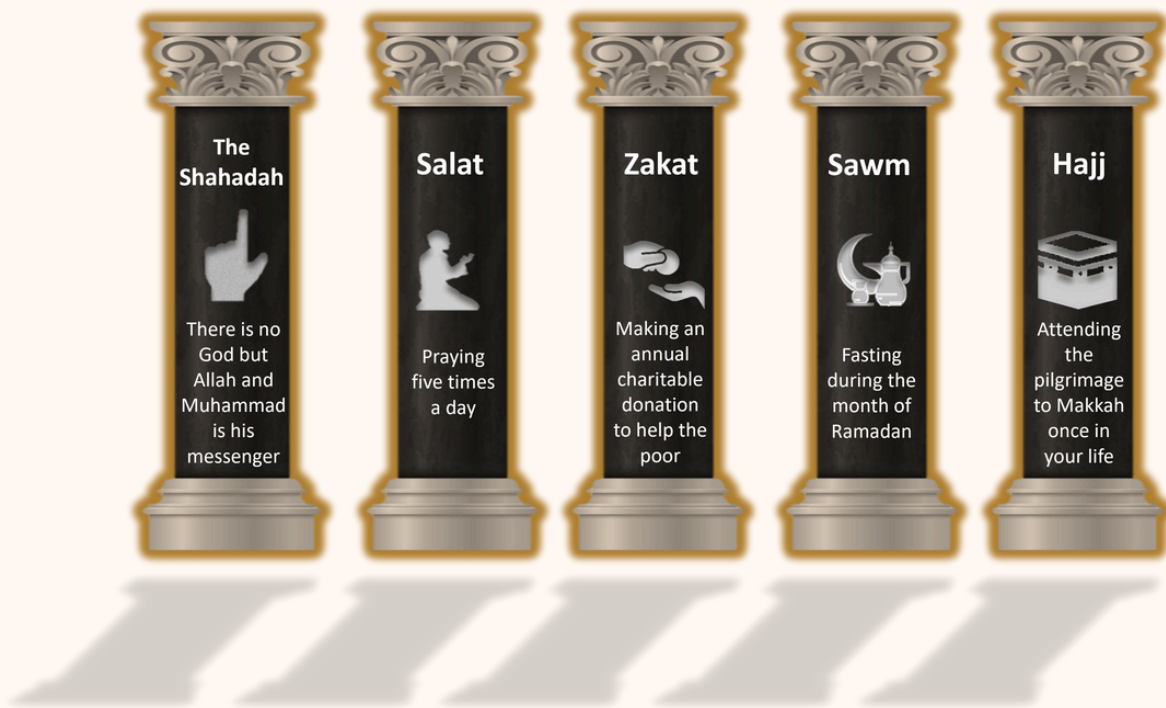 The
Shahadah
There is no
God but
Allah and
Muhammad
is his
messenger
Salat
Praying
five times
a day
Zakat
Making an
annual
charitable
donation
to help the
poor
Sawm
Fasting
during the
month of
Ramadan
Hajj
Attending
the
pilgrimage
to Makkah
once in
your life